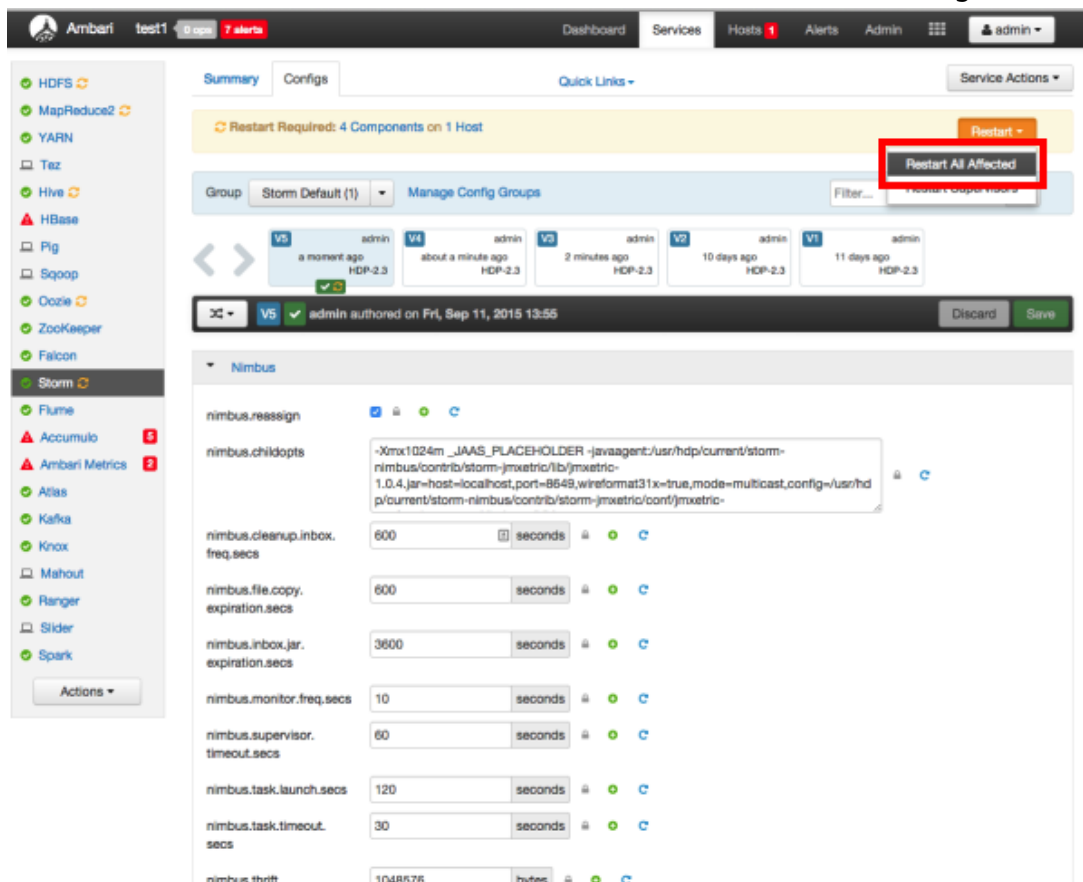 Ambari test1 0 ops 7 alerts Dashboard Services Hosts 1 Alerts Admin admin
HDFS
MapReduce2
YARN
Tez
Hive
HBase
Pig
Sqoop
Oozie
ZooKeeper
Falcon
Storm
Flume
Accumulo 5
Ambari Metrics 2
Atlas
Kafka
Knox
Mahout
Ranger
Slider
Spark
Actions
Summary Configs Quick Links Service Actions
Restart Required: 4 Components on 1 Host Restart
Restart All Affected
Restart Supervisors
Group Storm Default (1) Manage Config Groups Filter...
V5 admin
a moment ago
HDP-2.3
V4 admin
about a minute ago
HDP-2.3
V3 admin
2 minutes ago
HDP-2.3
V2 admin
10 days ago
HDP-2.3
V1 admin
11 days ago
HDP-2.3
V5 admin authored on Fri, Sep 11, 2015 13:55 Discard Save
Nimbus
nimbus.reassign
nimbus.childopts
-Xmx1024m _JAAS_PLACEHOLDER -javaagent:/usr/hdp/current/storm-
nimbus/contrib/storm-jmxetric/lib/jmxetric-
1.0.4.jar=host=localhost,port=8649,wireformat31x=true,mode=multicast,config=/usr/hd
p/current/storm-nimbus/contrib/storm-jmxetric/conf/jmxetric-
nimbus.cleanup.inbox. 600 seconds
freq.secs
nimbus.file.copy. 600 seconds
expiration.secs
nimbus.inbox.jar. 3600 seconds
expiration.secs
nimbus.monitor.freq.secs 10 seconds
nimbus.supervisor. 60 seconds
timeout.secs
nimbus.task.launch.secs 120 seconds
nimbus.task.timeout. 30 seconds
secs
nimbus.thrift 1048576 bytes